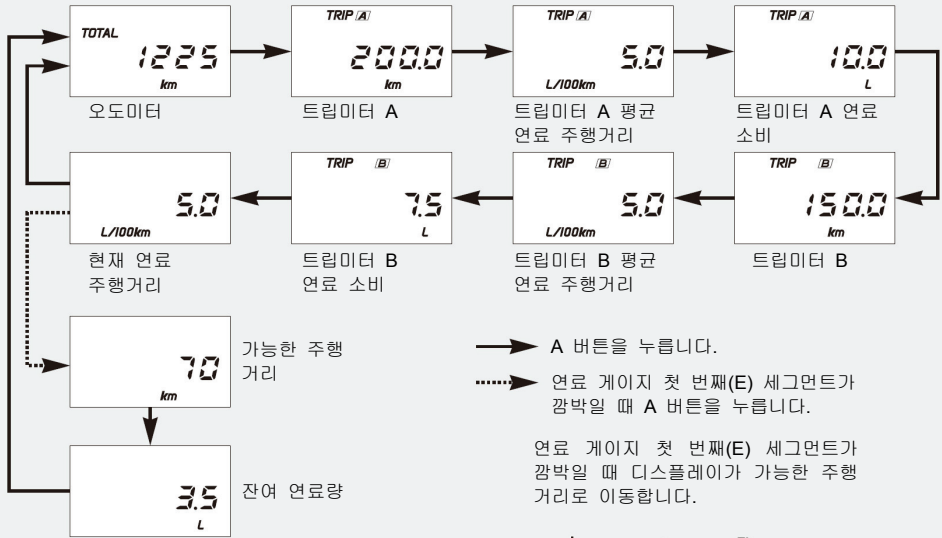 TOTAL
1225
km
오도미터
TRIP A
200.0
km
트립미터 A
TRIP A
5.0
L/100km
트립미터 A 평균
연료 주행거리
TRIP A
10.0
L
트립미터 A 연료
소비
5.0
L/100km
현재 연료
주행거리
TRIP B
7.5
L
트립미터 B
연료 소비
TRIP B
5.0
L/100km
트립미터 B 평균
연료 주행거리
TRIP B
150.0
km
트립미터 B
70
km
가능한 주행
거리
3.5
L
잔여 연료량
A 버튼을 누릅니다.
연료 게이지 첫 번째(E) 세그먼트가
깜박일 때 A 버튼을 누릅니다.
연료 게이지 첫 번째(E) 세그먼트가
깜박일 때 디스플레이가 가능한 주행
거리로 이동합니다.